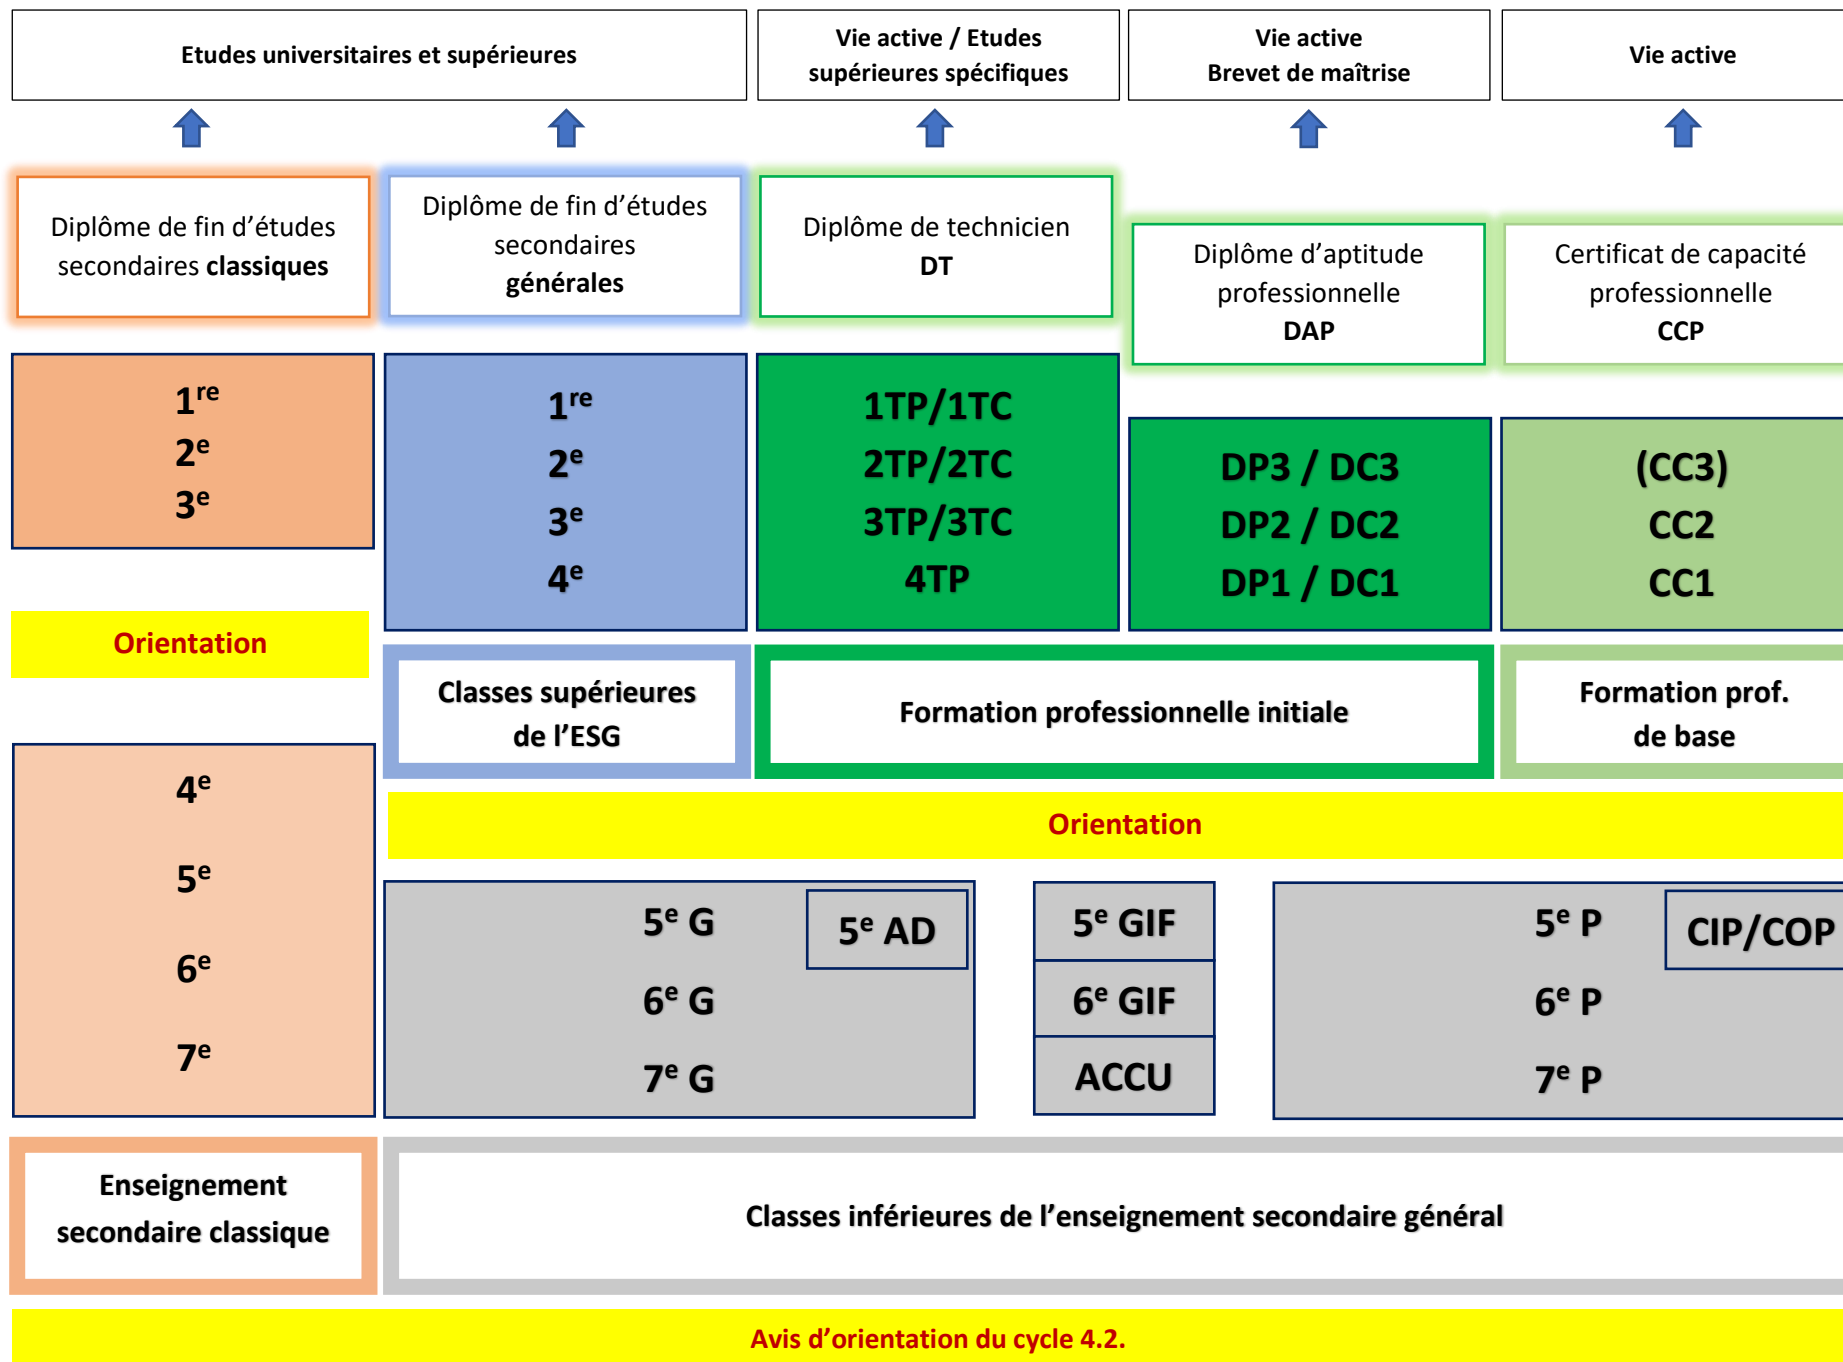 Etudes universitaires et supérieures
Vie active / Etudes
supérieures spécifiques
Vie active
Brevet de maîtrise
Vie active
Diplôme de fin d’études
secondaires classiques
Diplôme de fin d’études
secondaires
générales
Diplôme de technicien
DT
Diplôme d’aptitude
professionnelle
DAP
Certificat de capacité
professionnelle
CCP
1re
2e
3e
1re
2e
3e
4e
1TP/1TC
2TP/2TC
3TP/3TC
4TP
DP3 / DC3
DP2 / DC2
DP1 / DC1
(CC3)
CC2
CC1
Orientation
Classes supérieures
de l’ESG
Formation professionnelle initiale
Formation prof.
de base
Orientation
4e
5e
6e
7e
5e G
6e G
7e G
5e AD
5e GIF
6e GIF
ACCU
5e P
6e P
7e P
CIP/COP
Enseignement
secondaire classique
Classes inférieures de l’enseignement secondaire général
Avis d’orientation du cycle 4.2.